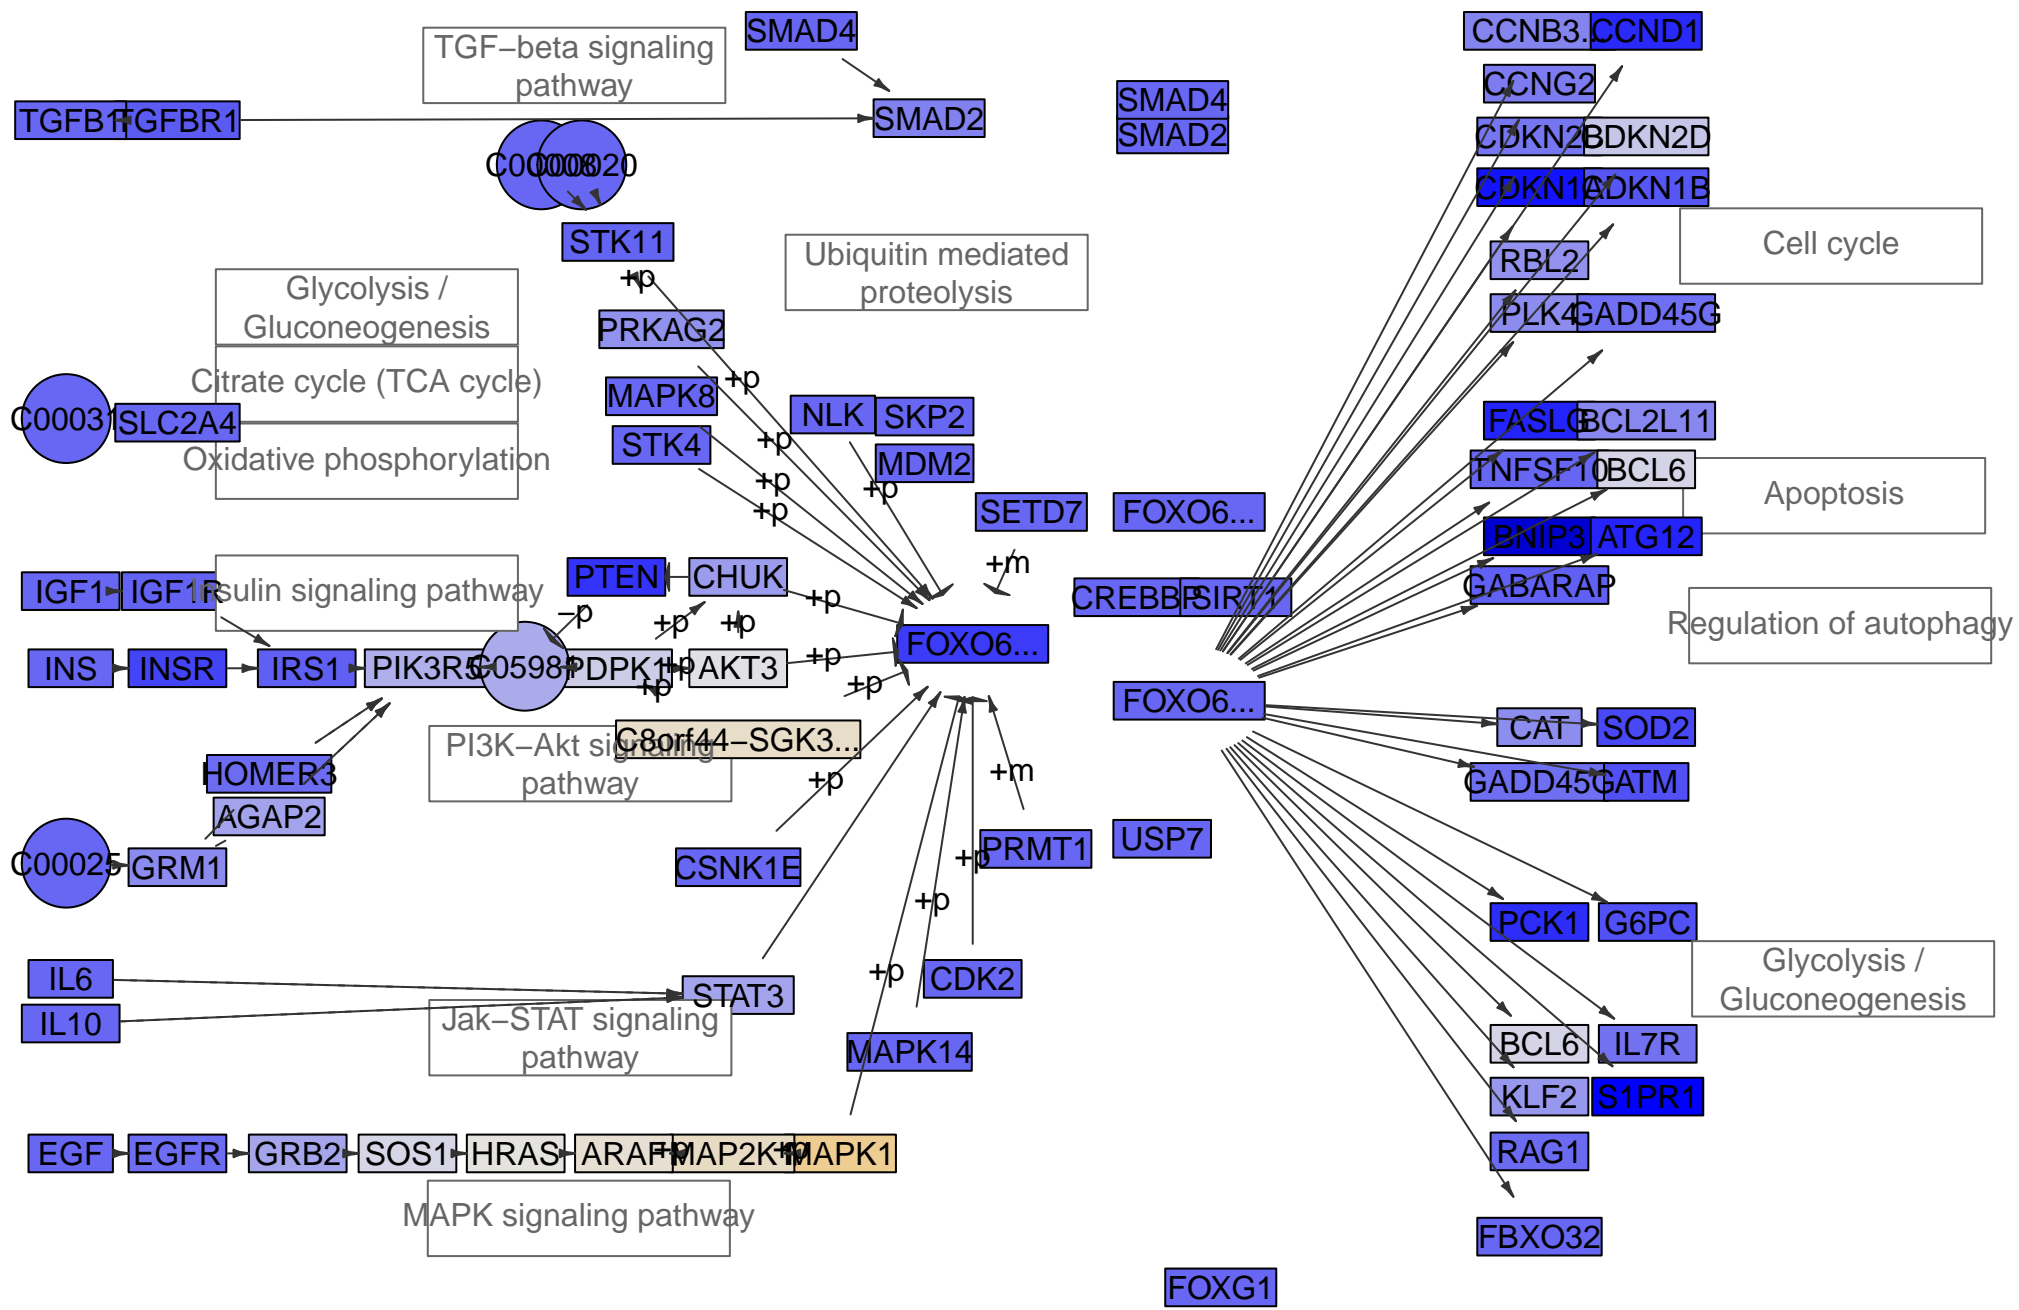 SMAD4
CCNB3...
CCND1
TGF−beta signaling
pathway
CCNG2
SMAD4
TGFB1
TGFBR1
SMAD2
SMAD2
CDKN2B
CDKN2D
C00020
CDKN1A
CDKN1B
STK11
Cell cycle
Ubiquitin mediated
proteolysis
RBL2
+p
Glycolysis /
Gluconeogenesis
PLK4
GADD45G
PRKAG2
Citrate cycle (TCA cycle)
+p
MAPK8
NLK
SKP2
C00031
SLC2A4
FASLG
BCL2L11
STK4
+p
Oxidative phosphorylation
MDM2
TNFSF10
BCL6
+p
+p
Apoptosis
+p
SETD7
FOXO6...
BNIP3
ATG12
+m
PTEN
CHUK
GABARAP
IGF1
IGF1R
Insulin signaling pathway
+p
CREBBP
SIRT1
−p
+p
+p
Regulation of autophagy
FOXO6...
INS
INSR
IRS1
PIK3R5
C05981
PDPK1
+p
AKT3
+p
+p
+p
FOXO6...
C8orf44−SGK3...
CAT
SOD2
PI3K−Akt signaling
pathway
HOMER3
+p
+m
GADD45G
GATM
AGAP2
USP7
PRMT1
C00025
GRM1
CSNK1E
+p
+p
PCK1
G6PC
IL6
+p
CDK2
Glycolysis /
Gluconeogenesis
STAT3
IL10
Jak−STAT signaling
pathway
MAPK14
BCL6
IL7R
KLF2
S1PR1
EGF
EGFR
GRB2
SOS1
HRAS
ARAF
+p
MAP2K1
+p
MAPK1
RAG1
MAPK signaling pathway
FBXO32
FOXG1